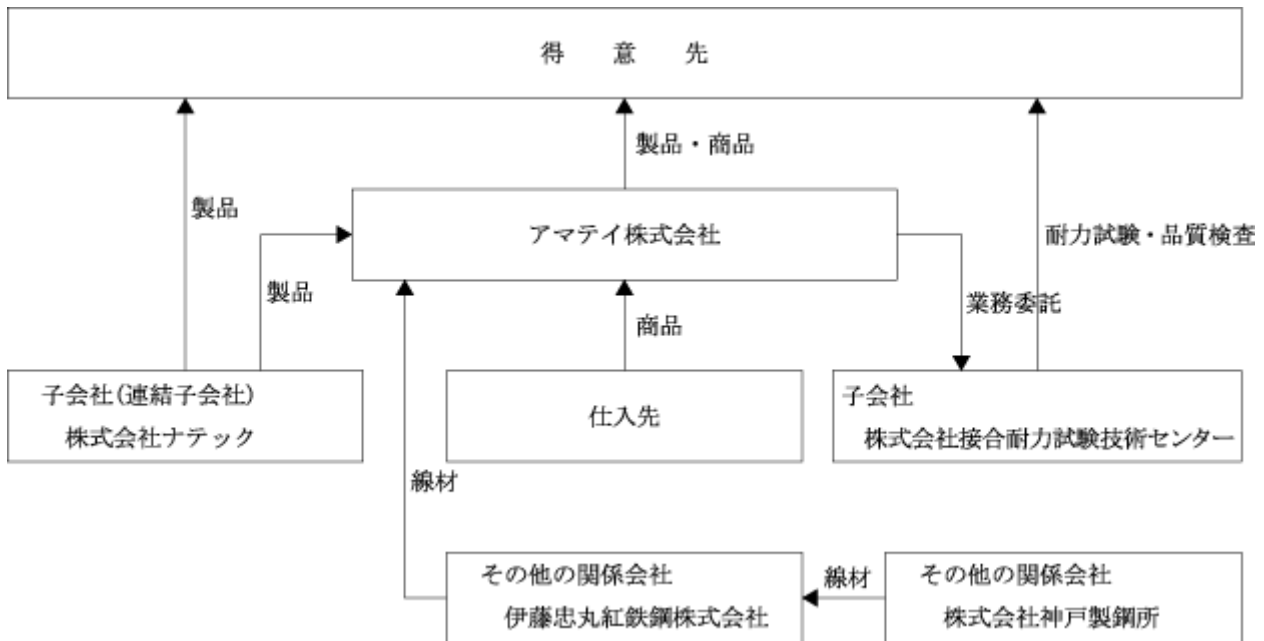 得 意 先
製品・商品
製品
アマテイ株式会社
耐力試験・品質検査
製品
商品
業務委託
子会社(連結子会社)
株式会社ナテック
仕入先
子会社
株式会社接合耐力試験技術センター
線材
その他の関係会社
伊藤忠丸紅鉄鋼株式会社
線材
その他の関係会社
株式会社神戸製鋼所